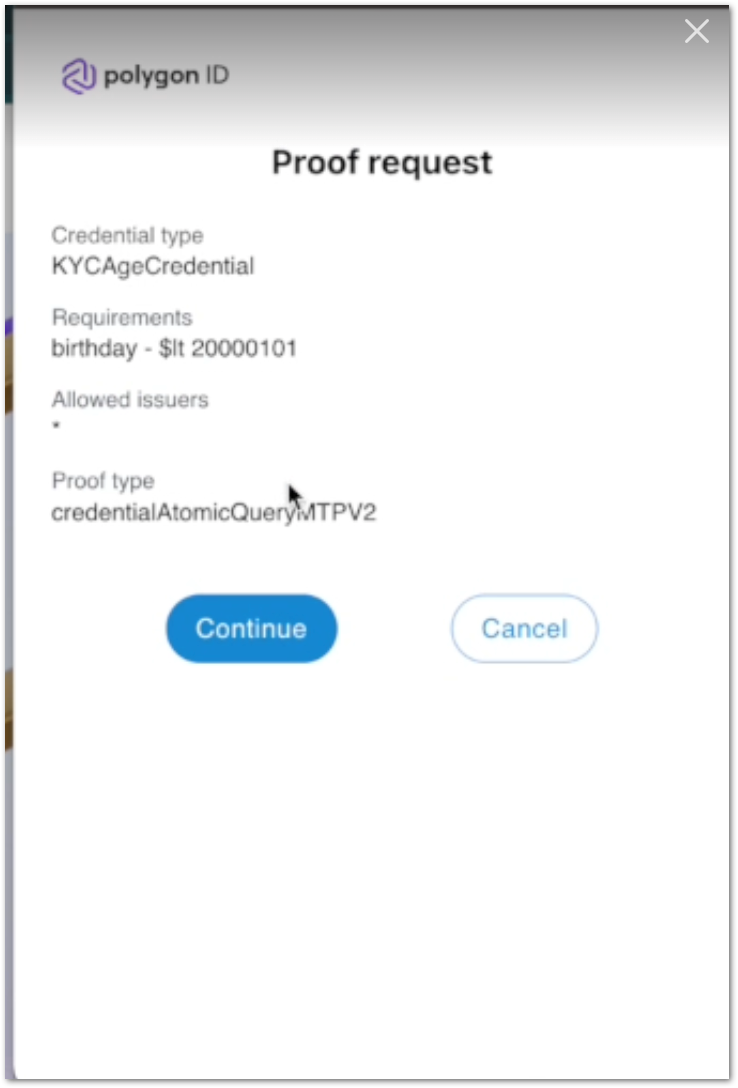 polygon ID
Proof request
Credential type
KYCAgeCredential
Requirements
birthday - $lt 20000101
Allowed issuers
*
Proof type
credentialAtomicQueryMTPV2
Continue
Cancel